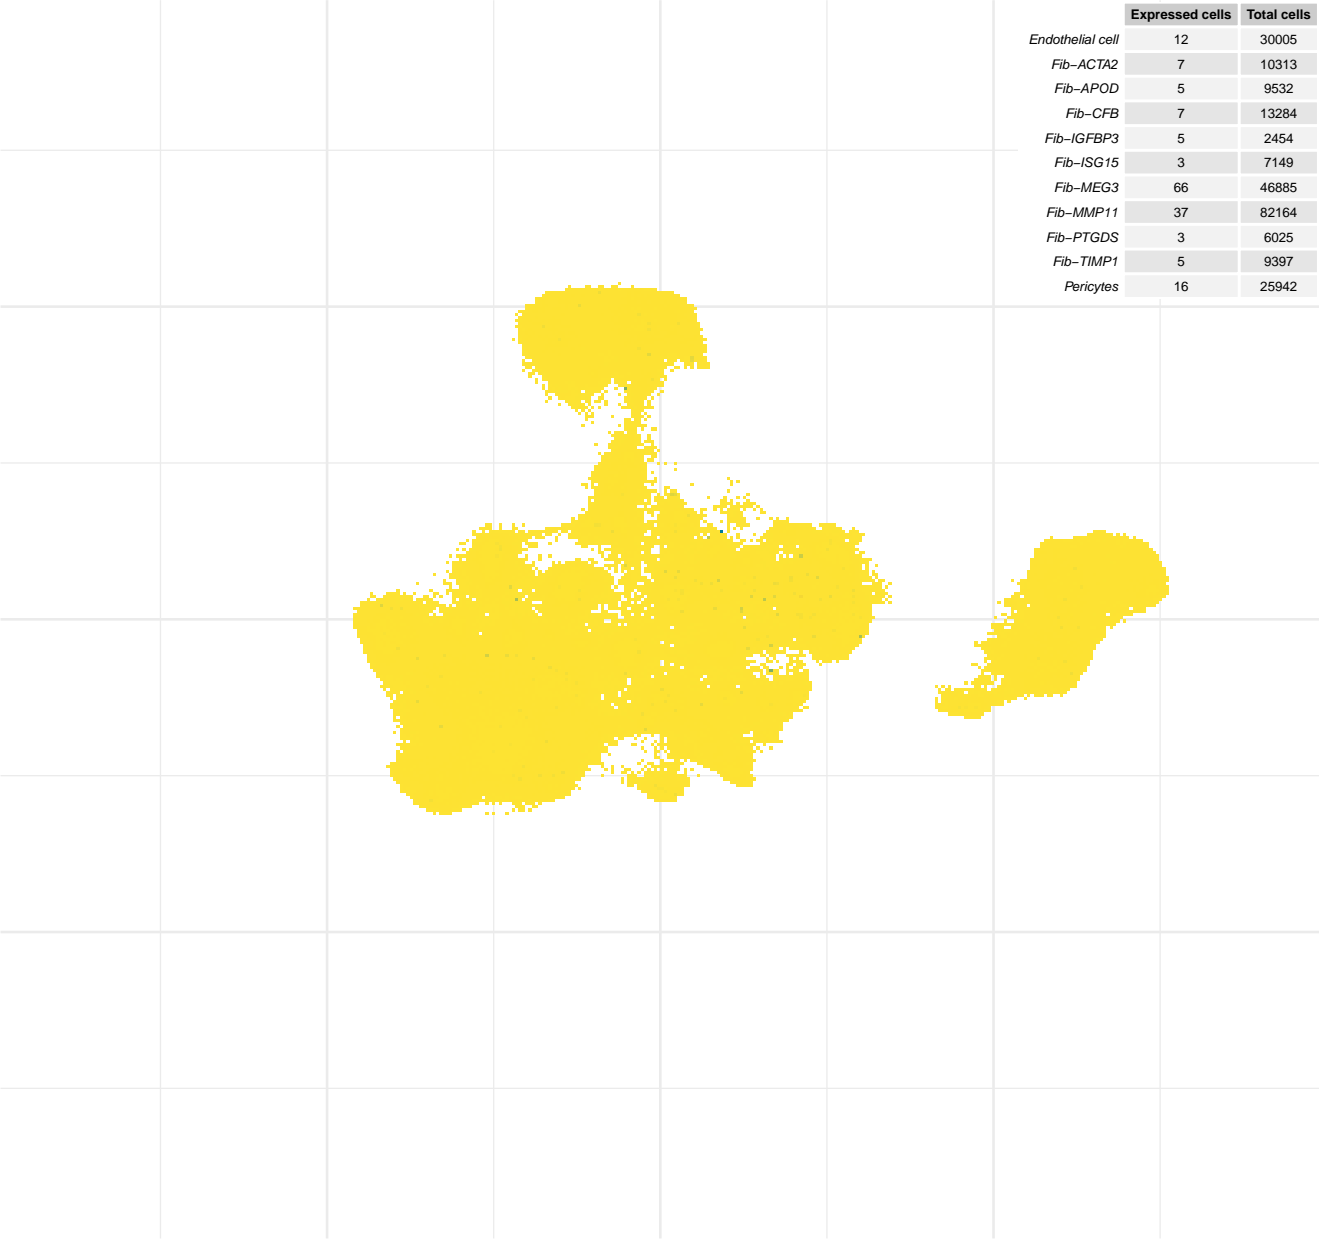 Expressed cells Total cells
Endothelial cell 12 30005
Fib−ACTA2 7 10313
Fib−APOD 5 9532
Fib−CFB 7 13284
Fib−IGFBP3 5 2454
Fib−ISG15 3 7149
Fib−MEG3 66 46885
Fib−MMP11 37 82164
Fib−PTGDS 3 6025
Fib−TIMP1 5 9397
Pericytes 16 25942